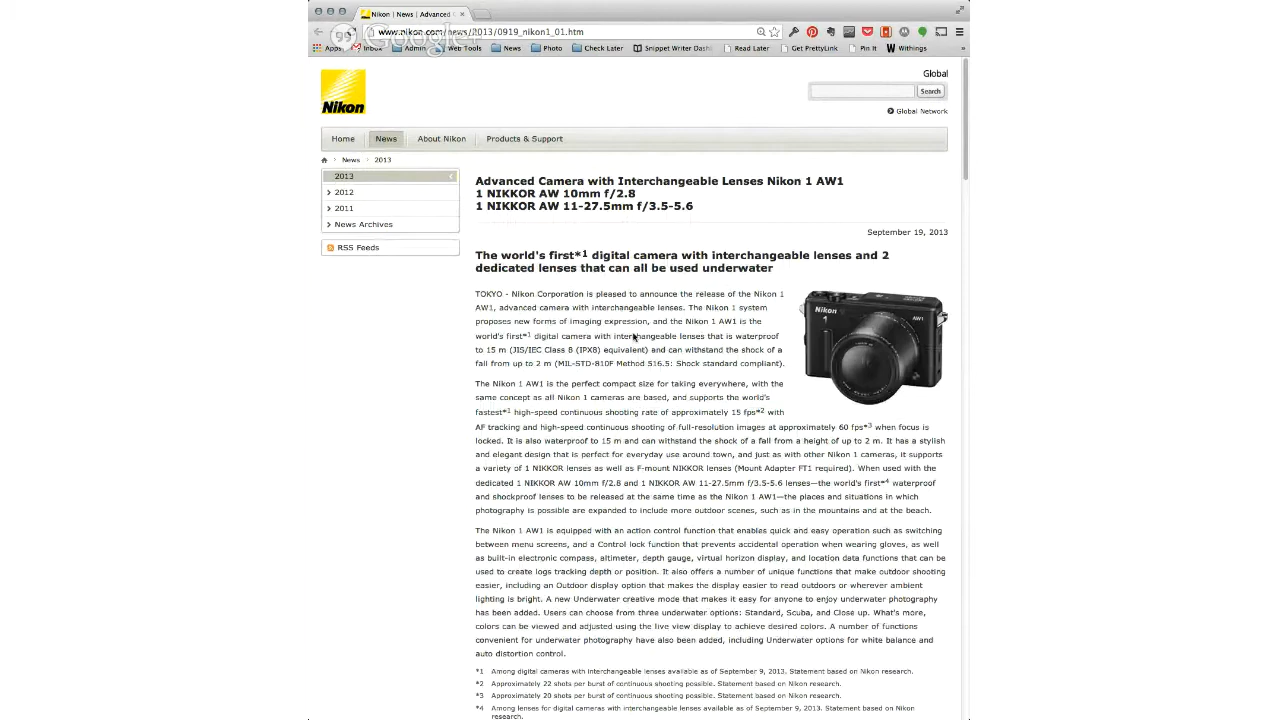 Nikon | News | Advanced C
www.nikon.com/news/2013/0919_nikon1_01.htm
Google+
Apps Inbox Admin Web Tools News Photo Check Later Snippet Writer Dash Read Later Get PrettyLink Pin It Withings »
Global
Nikon
Search
Global Network
Home News About Nikon Products & Support
News 2013
2013
2012
2011
News Archives
RSS Feeds
Advanced Camera with Interchangeable Lenses Nikon 1 AW1
1 NIKKOR AW 10mm f/2.8
1 NIKKOR AW 11-27.5mm f/3.5-5.6
September 19, 2013
The world's first*1 digital camera with interchangeable lenses and 2
dedicated lenses that can all be used underwater
TOKYO - Nikon Corporation is pleased to announce the release of the Nikon 1
AW1, advanced camera with interchangeable lenses. The Nikon 1 system
proposes new forms of imaging expression, and the Nikon 1 AW1 is the
world's first*1 digital camera with interchangeable lenses that is waterproof
to 15 m (JIS/IEC Class 8 (IPX8) equivalent) and can withstand the shock of a
fall from up to 2 m (MIL-STD-810F Method 516.5: Shock standard compliant).
Nikon
1
AW1
The Nikon 1 AW1 is the perfect compact size for taking everywhere, with the
same concept as all Nikon 1 cameras are based, and supports the world's
fastest*1 high-speed continuous shooting rate of approximately 15 fps*2 with
AF tracking and high-speed continuous shooting of full-resolution images at approximately 60 fps*3 when focus is
locked. It is also waterproof to 15 m and can withstand the shock of a fall from a height of up to 2 m. It has a stylish
and elegant design that is perfect for everyday use around town, and just as with other Nikon 1 cameras, it supports
a variety of 1 NIKKOR lenses as well as F-mount NIKKOR lenses (Mount Adapter FT1 required). When used with the
dedicated 1 NIKKOR AW 10mm f/2.8 and 1 NIKKOR AW 11-27.5mm f/3.5-5.6 lenses—the world's first*4 waterproof
and shockproof lenses to be released at the same time as the Nikon 1 AW1—the places and situations in which
photography is possible are expanded to include more outdoor scenes, such as in the mountains and at the beach.
The Nikon 1 AW1 is equipped with an action control function that enables quick and easy operation such as switching
between menu screens, and a Control lock function that prevents accidental operation when wearing gloves, as well
as built-in electronic compass, altimeter, depth gauge, virtual horizon display, and location data functions that can be
used to create logs tracking depth or position. It also offers a number of unique functions that make outdoor shooting
easier, including an Outdoor display option that makes the display easier to read outdoors or wherever ambient
lighting is bright. A new Underwater creative mode that makes it easy for anyone to enjoy underwater photography
has been added. Users can choose from three underwater options: Standard, Scuba, and Close up. What's more,
colors can be viewed and adjusted using the live view display to achieve desired colors. A number of functions
convenient for underwater photography have also been added, including Underwater options for white balance and
auto distortion control.
*1 Among digital cameras with interchangeable lenses available as of September 9, 2013. Statement based on Nikon research.
*2 Approximately 22 shots per burst of continuous shooting possible. Statement based on Nikon research.
*3 Approximately 20 shots per burst of continuous shooting possible. Statement based on Nikon research.
*4 Among lenses for digital cameras with interchangeable lenses available as of September 9, 2013. Statement based on Nikon
research.